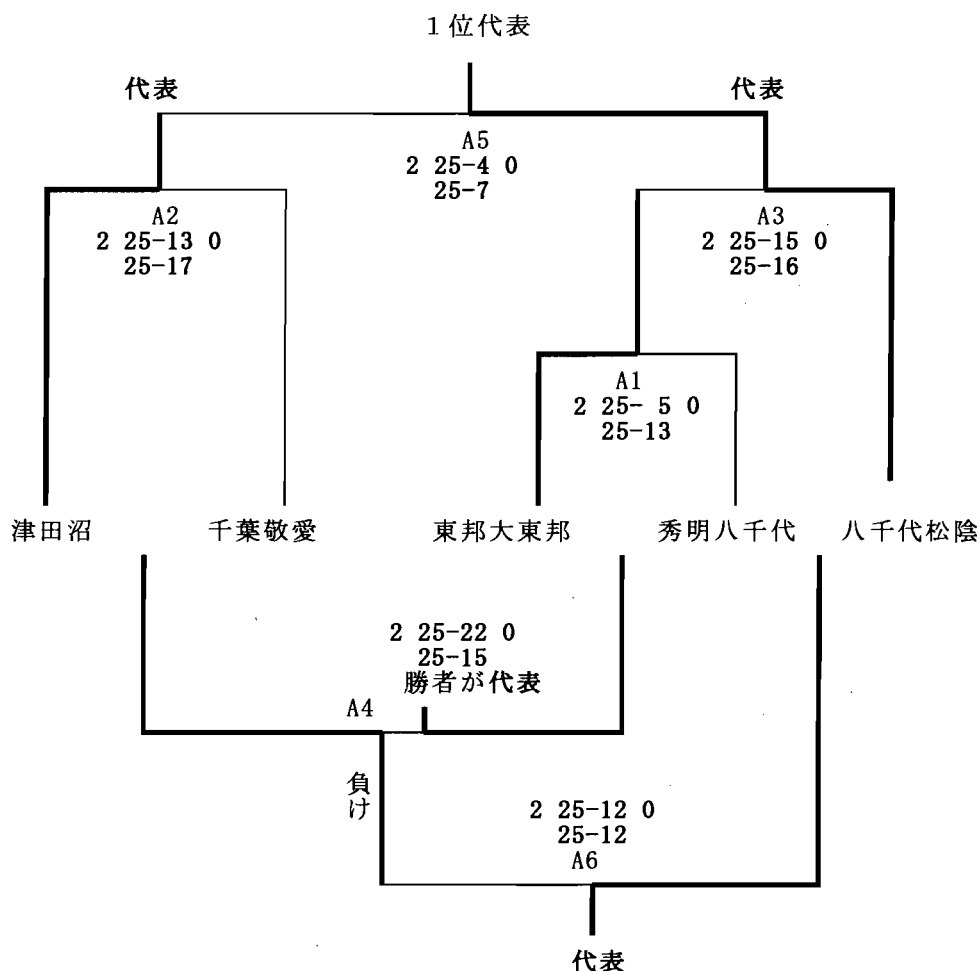 1位代表
代表
代表
A5
2 25-4 0
25-7
A2
2 25-13 0
25-17
A3
2 25-15 0
25-16
A1
2 25- 5 0
25-13
津田沼 千葉敬愛 東邦大東邦 秀明八千代 八千代松陰
2 25-22 0
25-15
勝者が代表
A4
負け
2 25-12 0
25-12
A6
代表